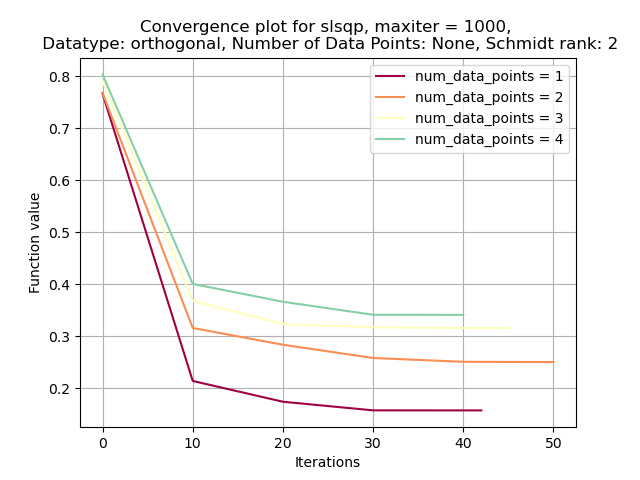 Convergence plot for slsqp, maxiter = 1000,
Datatype: orthogonal, Number of Data Points: None, Schmidt rank: 2
num_data_points = 1
num_data_points = 2
num_data_points = 3
num_data_points = 4
Function value
0.8
0.7
0.6
0.5
0.4
0.3
0.2
0 10 20 30 40 50
Iterations